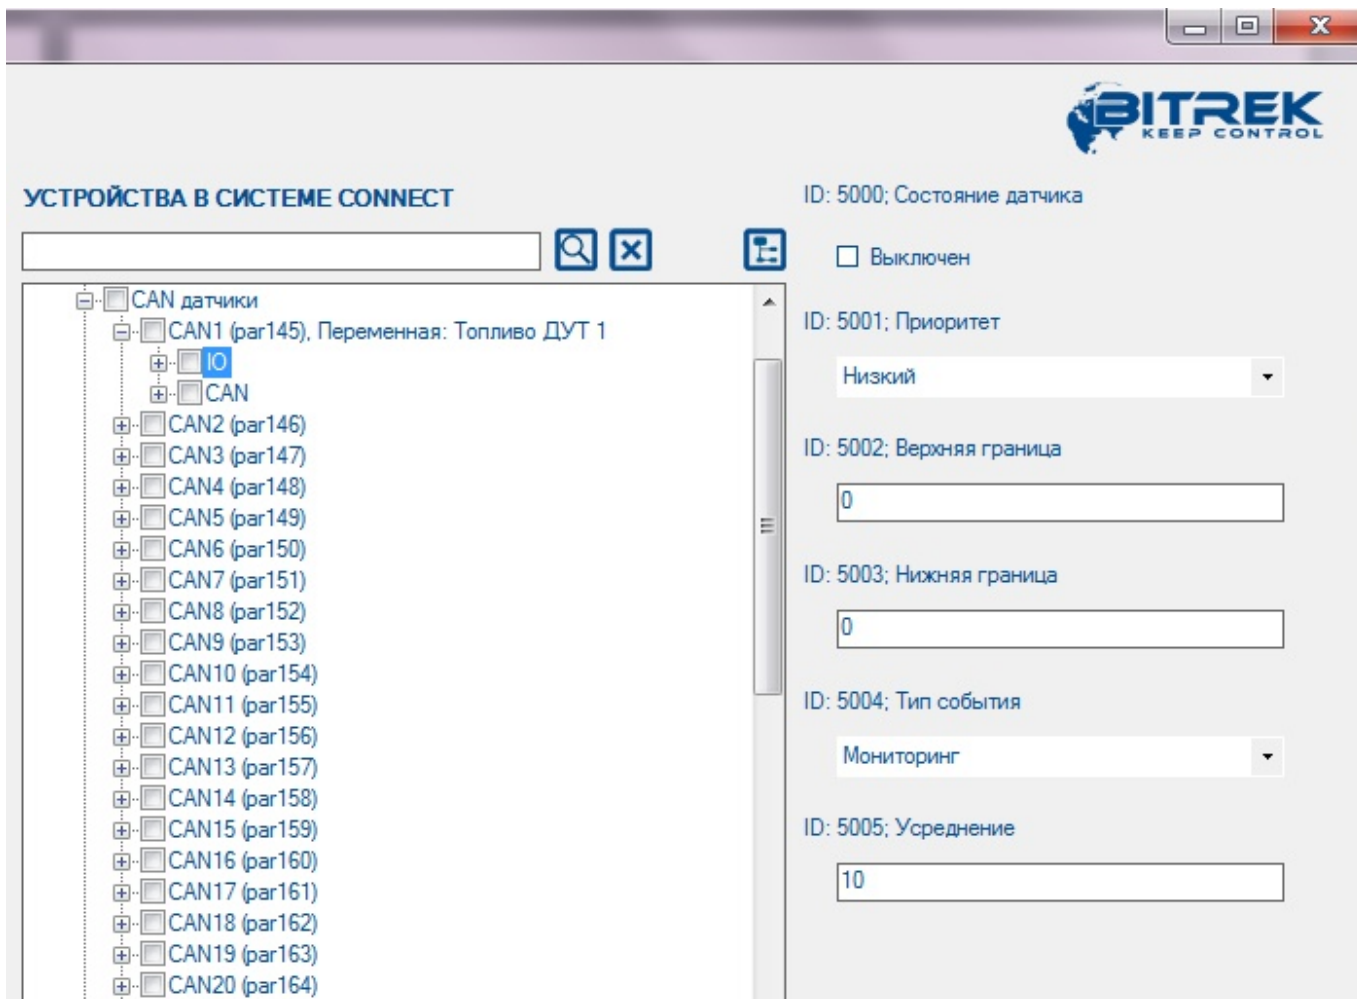 BITREK
KEEP CONTROL
УСТРОЙСТВА В СИСТЕМЕ CONNECT
CAN датчики
CAN1 (par145), Переменная: Топливо ДУТ 1
IO
CAN
CAN2 (par146)
CAN3 (par147)
CAN4 (par148)
CAN5 (par149)
CAN6 (par150)
CAN7 (par151)
CAN8 (par152)
CAN9 (par153)
CAN10 (par154)
CAN11 (par155)
CAN12 (par156)
CAN13 (par157)
CAN14 (par158)
CAN15 (par159)
CAN16 (par160)
CAN17 (par161)
CAN18 (par162)
CAN19 (par163)
CAN20 (par164)
ID: 5000; Состояние датчика
Выключен
ID: 5001; Приоритет
Низкий
ID: 5002; Верхняя граница
0
ID: 5003; Нижняя граница
0
ID: 5004; Тип события
Мониторинг
ID: 5005; Усреднение
10